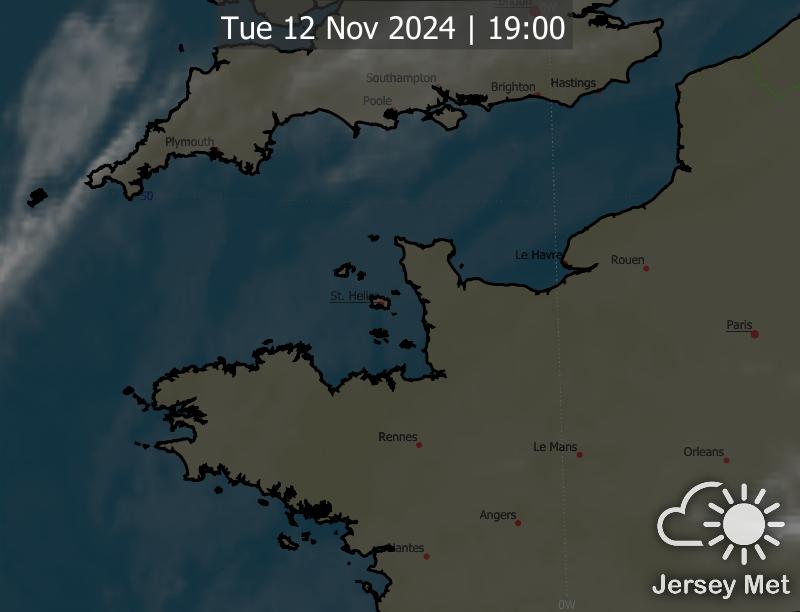 London
Tue 12 Nov 2024 | 19:00
Southampton
Brighton
Hastings
Poole
Plymouth
50
Le Havre
Rouen
St. Helier
Paris
Rennes
Le Mans
Orleans
Angers
Nantes
Jersey Met
0W